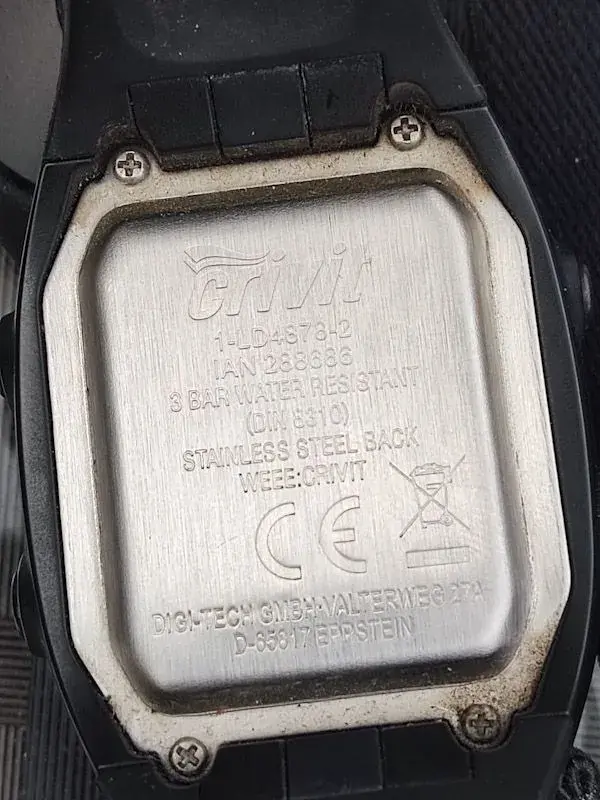 crivit
1-LD4878-2
IAN 288686
3 BAR WATER RESISTANT
(DIN 8310)
STAINLESS STEEL BACK
WEEE:CRIVIT
CE
DIGI-TECH GMBH·VALTERWEG 27A
D-65817 EPPSTEIN